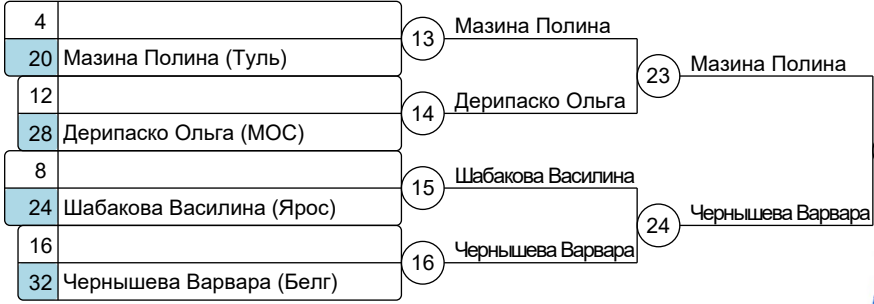 4
20 Мазина Полина (Туль)
13 Мазина Полина
12
28 Дерипаско Ольга (МОС)
14 Дерипаско Ольга
23 Мазина Полина
8
24 Шабакова Василина (Ярос)
15 Шабакова Василина
16
32 Чернышева Варвара (Белг)
16 Чернышева Варвара
24 Чернышева Варвара